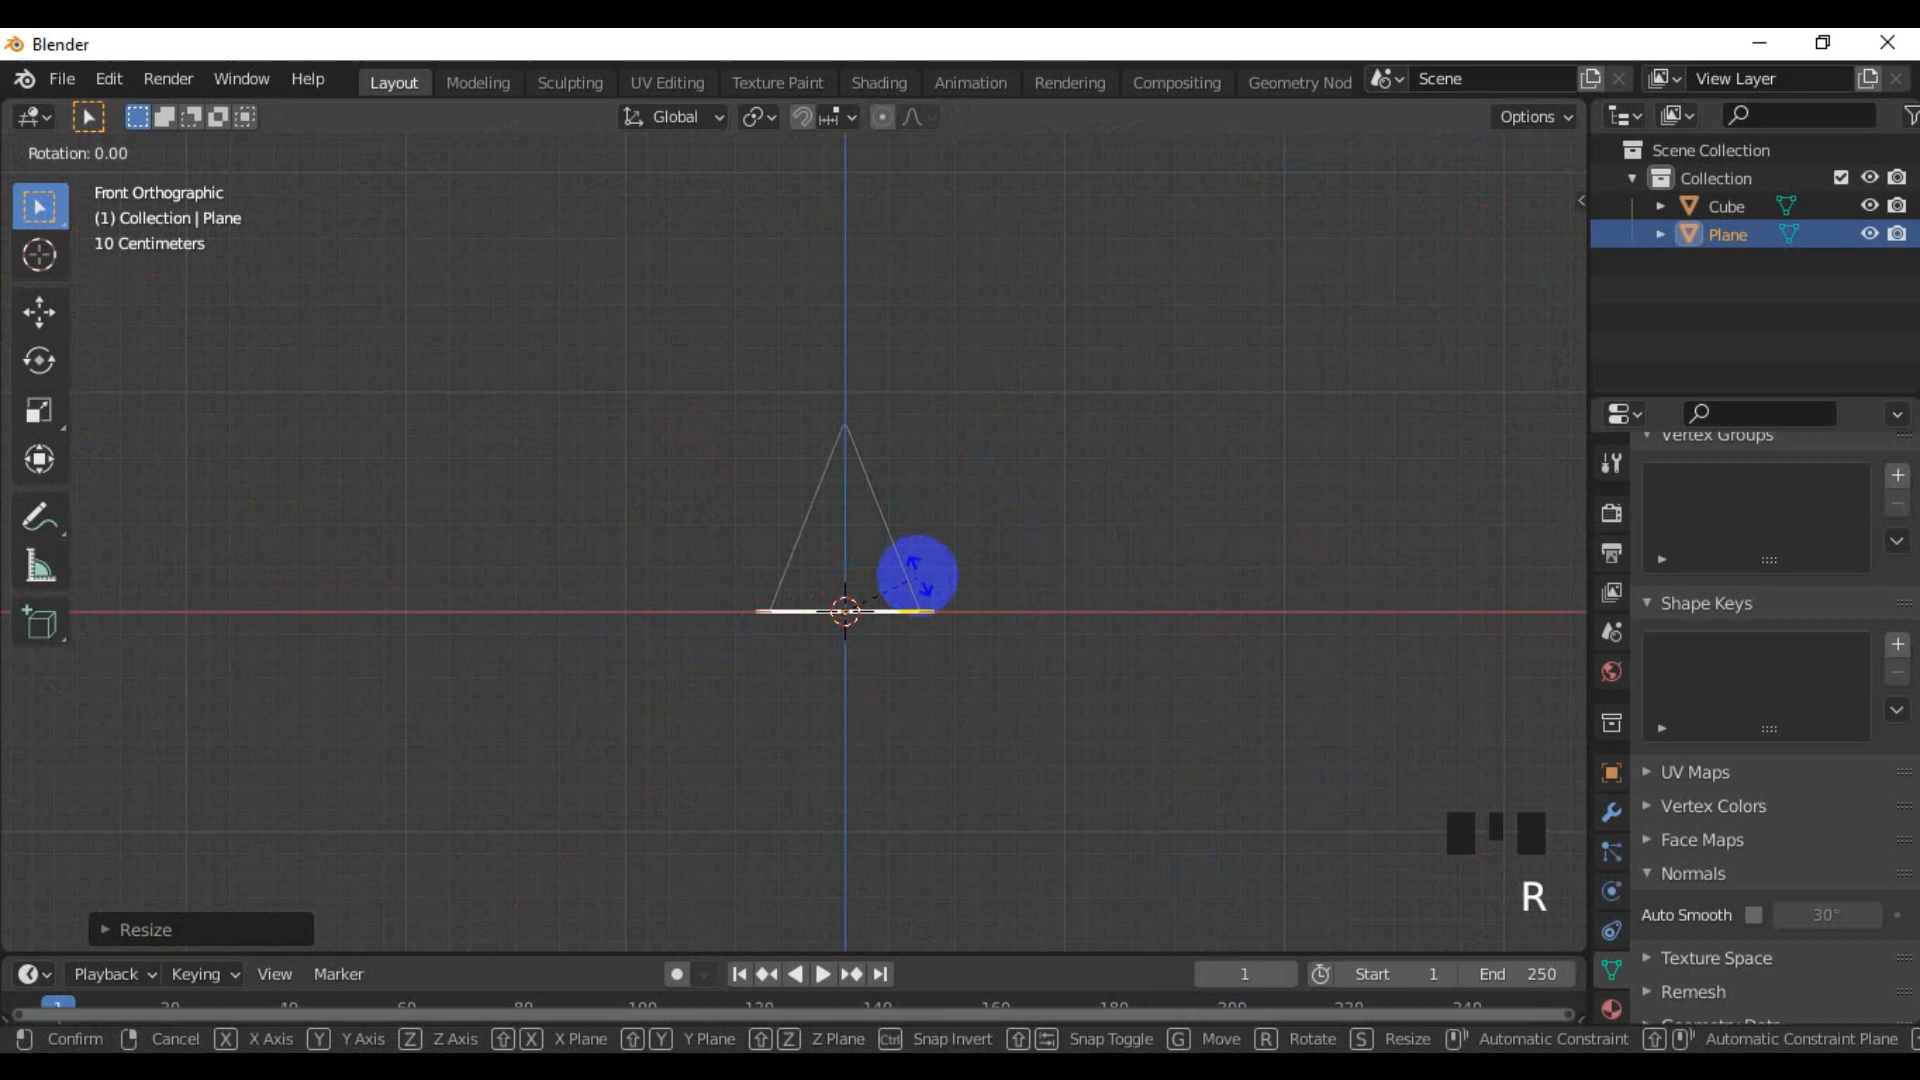 Blender
File Edit Render Window Help Layout Modeling Sculpting UV Editing Texture Paint Shading Animation Rendering Compositing Geometry Nod Scene View Layer
Global Options
Rotation: 0.00
Front Orthographic
(1) Collection | Plane
10 Centimeters
Scene Collection
Collection
Cube
Plane
Vertex Groups
Shape Keys
UV Maps
Vertex Colors
Face Maps
Normals
Auto Smooth 30°
Texture Space
Remesh
R
Resize
Playback Keying View Marker 1 Start 1 End 250
1
Confirm Cancel X X Axis Y Y Axis Z Z Axis X X Plane Y Y Plane Z Z Plane Ctrl Snap Invert Snap Toggle G Move R Rotate S Resize Automatic Constraint Automatic Constraint Plane